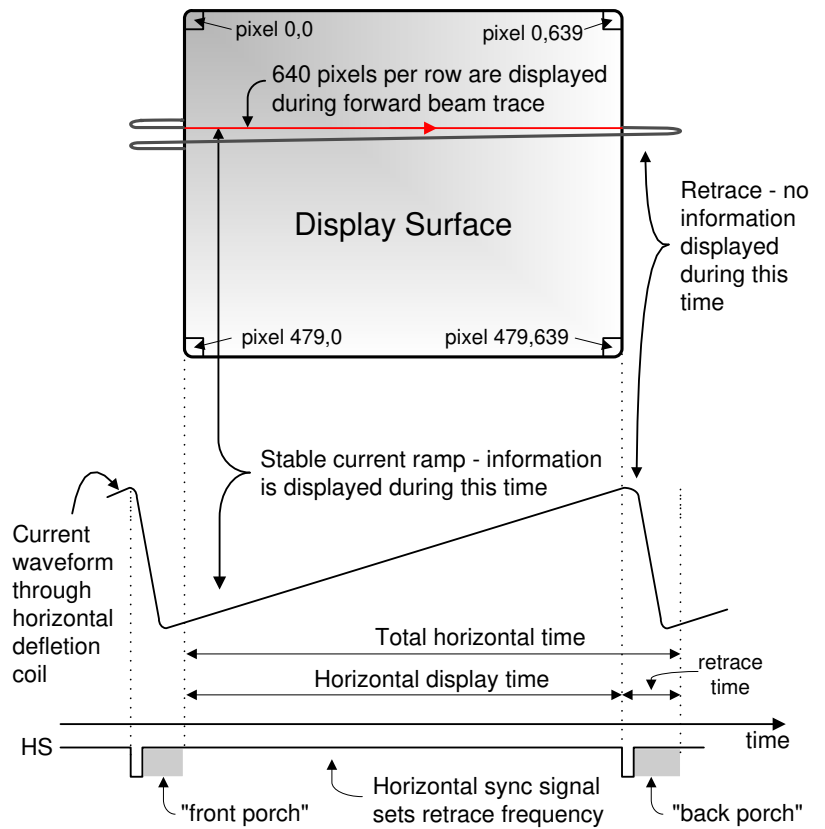 pixel 0,0
pixel 0,639
640 pixels per row are displayed
during forward beam trace
Display Surface
Retrace - no
information
displayed
during this
time
pixel 479,0
pixel 479,639
Stable current ramp - information
is displayed during this time
Current
waveform
through
horizontal
defletion
coil
Total horizontal time
Horizontal display time
retrace
time
HS
time
"front porch"
Horizontal sync signal
sets retrace frequency
"back porch"